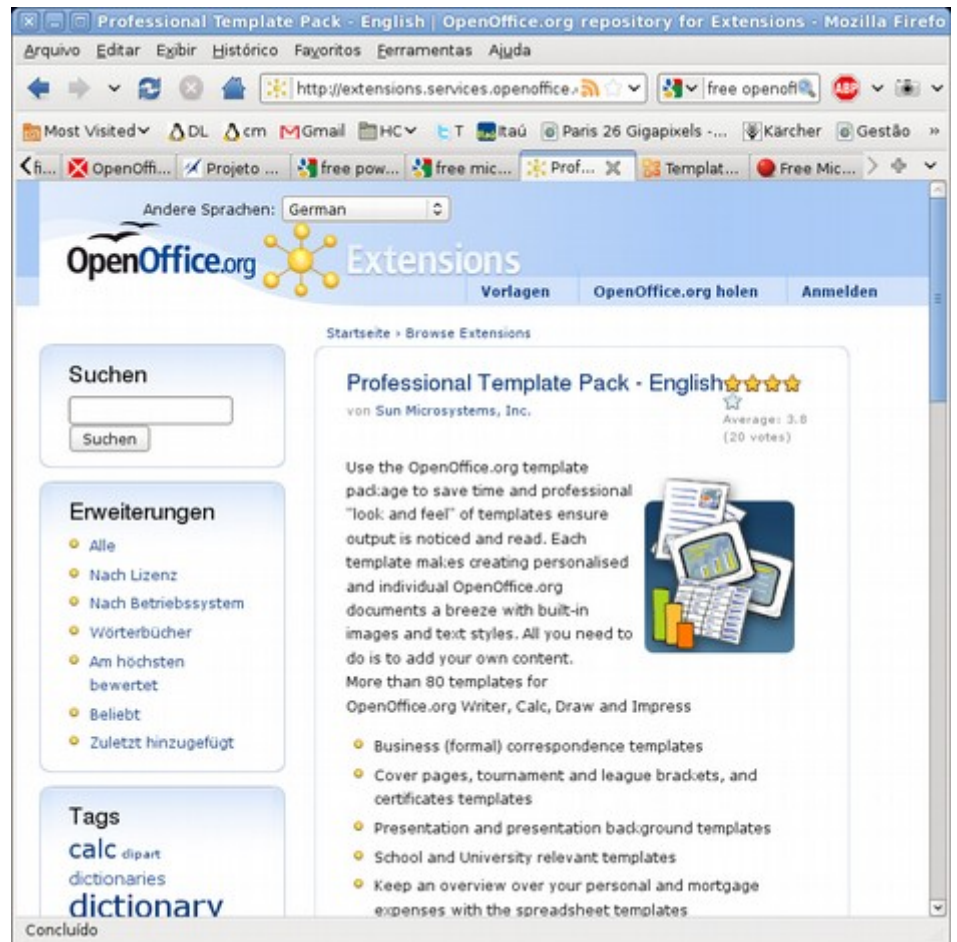 Professional Template Pack - English | OpenOffice.org repository for Extensions - Mozilla Firefo
Arquivo Editar Exibir Histórico Favoritos Ferramentas Ajuda
http://extensions.services.openoffice. free openoffi
Most Visited DL cm Gmail HC T Itaú Paris 26 Gigapixels -... Kärcher Gestão »
fi... OpenOffi... Projeto ... free pow... free mic... Prof... Templat... Free Mic...
Andere Sprachen: German
OpenOffice.org Extensions
Vorlagen OpenOffice.org holen Anmelden
Startseite › Browse Extensions
Suchen
Suchen
Erweiterungen
Alle
Nach Lizenz
Nach Betriebssystem
Wörterbücher
Am höchsten
bewertet
Beliebt
Zuletzt hinzugefügt
Tags
calc clipart
dictionaries
dictionary
Professional Template Pack - English
von Sun Microsystems, Inc.
Average: 3.8
(20 votes)
Use the OpenOffice.org template
package to save time and professional
"look and feel" of templates ensure
output is noticed and read. Each
template makes creating personalised
and individual OpenOffice.org
documents a breeze with built-in
images and text styles. All you need to
do is to add your own content.
More than 80 templates for
OpenOffice.org Writer, Calc, Draw and Impress
Business (formal) correspondence templates
Cover pages, tournament and league brackets, and
certificates templates
Presentation and presentation background templates
School and University relevant templates
Keep an overview over your personal and mortgage
expenses with the spreadsheet templates
Concluído